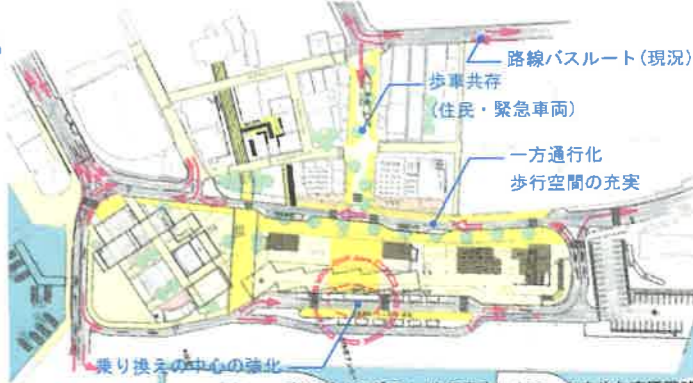 路線バスルート(現況)
歩車共存
(住民・緊急車両)
一方通行化
歩行空間の充実
乗り換えの中心の強化